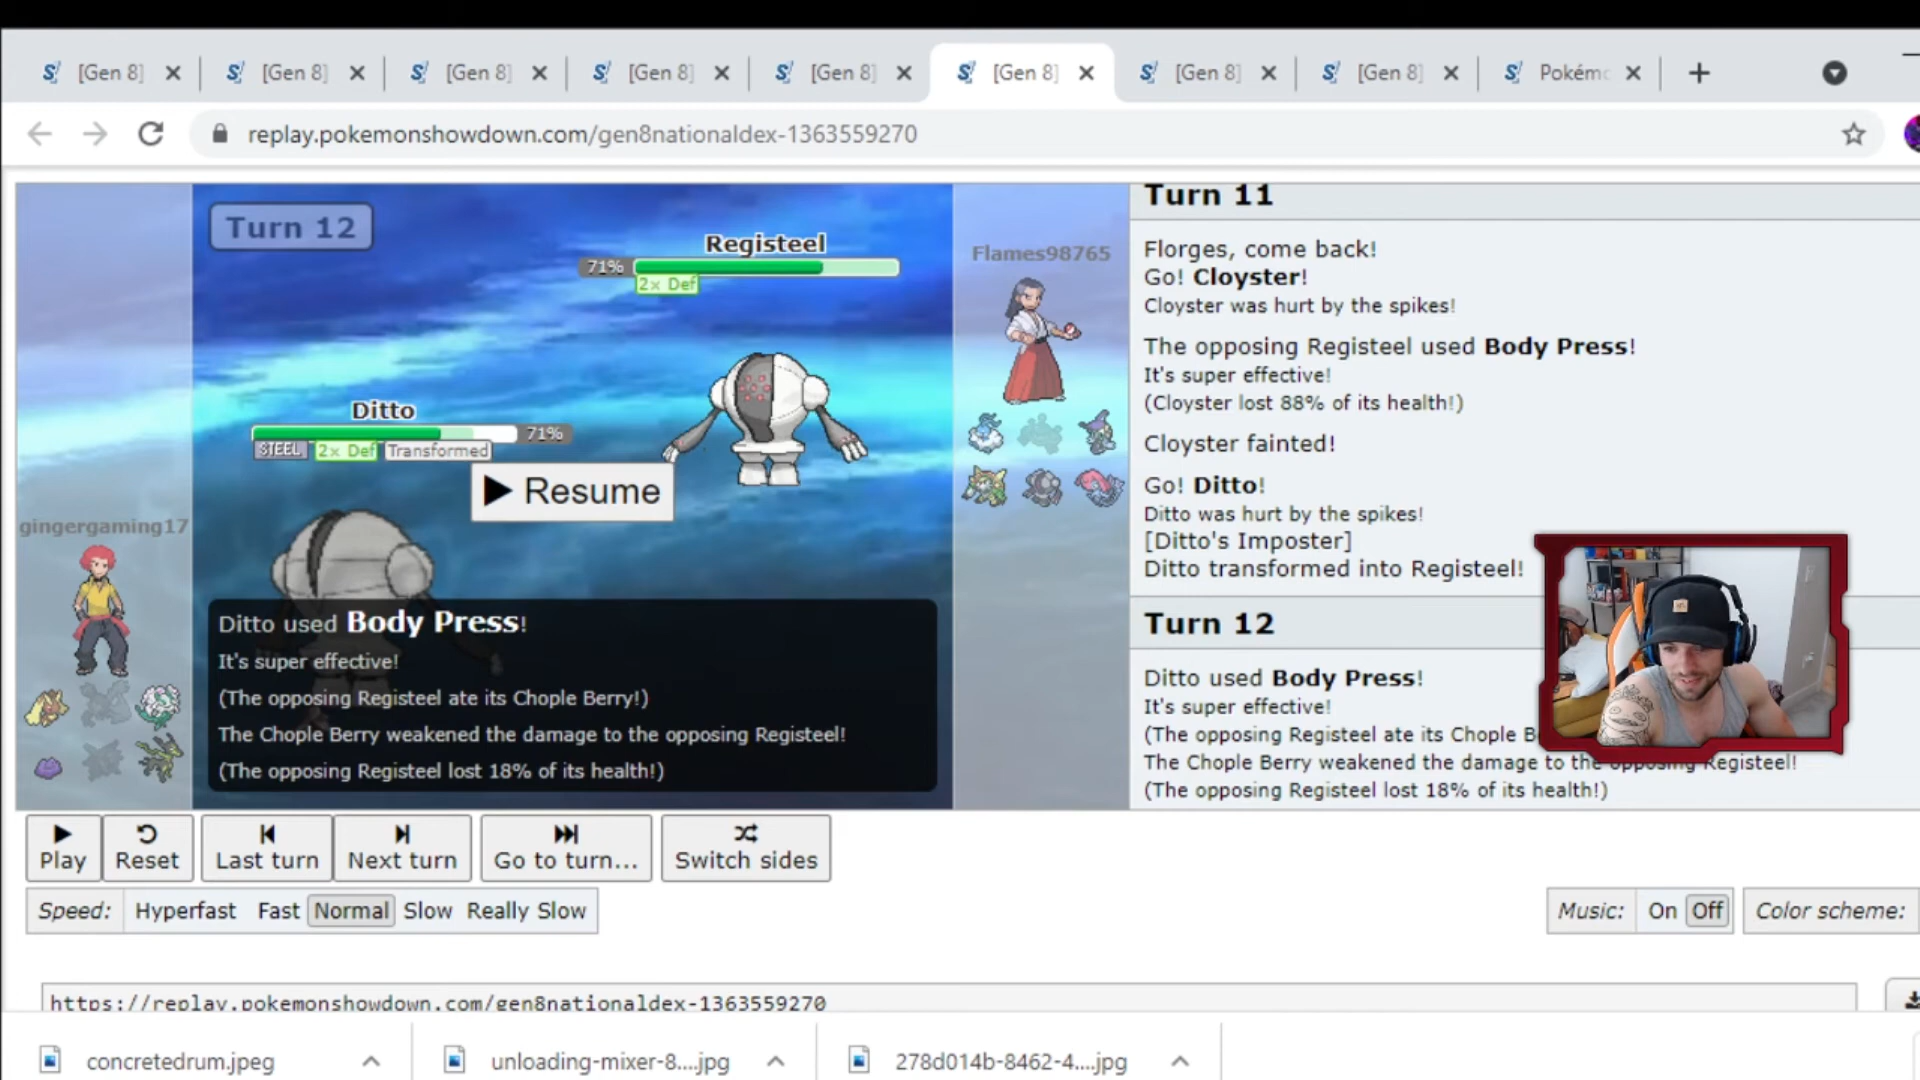 [Gen 8]
[Gen 8]
[Gen 8]
[Gen 8]
[Gen 8]
[Gen 8]
[Gen 8]
[Gen 8]
Pokém
replay.pokemonshowdown.com/gen8nationaldex-1363559270
Turn 12
Registeel
71%
2× Def
Ditto
71%
STEEL 2× Def Transformed
Resume
gingergaming17
Flames98765
Ditto used Body Press!
It's super effective!
(The opposing Registeel ate its Chople Berry!)
The Chople Berry weakened the damage to the opposing Registeel!
(The opposing Registeel lost 18% of its health!)
Turn 11
Florges, come back!
Go! Cloyster!
Cloyster was hurt by the spikes!
The opposing Registeel used Body Press!
It's super effective!
(Cloyster lost 88% of its health!)
Cloyster fainted!
Go! Ditto!
Ditto was hurt by the spikes!
[Ditto's Imposter]
Ditto transformed into Registeel!
Turn 12
Ditto used Body Press!
It's super effective!
(The opposing Registeel ate its Chople B
The Chople Berry weakened the damage to the opposing Registeel!
(The opposing Registeel lost 18% of its health!)
Play
Reset
Last turn
Next turn
Go to turn...
Switch sides
Speed: Hyperfast Fast Normal Slow Really Slow
Music: On Off
Color scheme:
https://replay.pokemonshowdown.com/gen8nationaldex-1363559270
concretedrum.jpeg
unloading-mixer-8....jpg
278d014b-8462-4....jpg